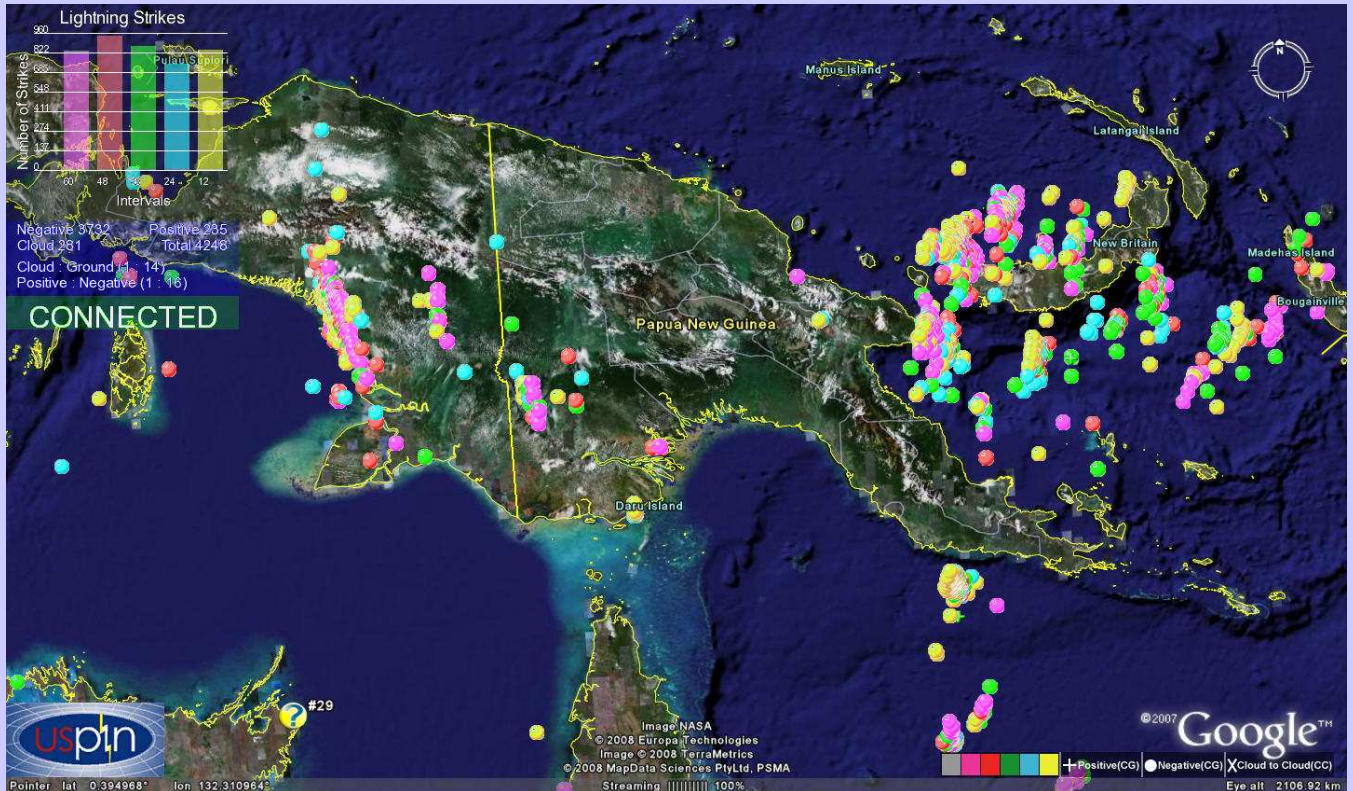 Lightning Strikes
960
822
685
548
411
274
137
0
Number of Strikes
60 48 36 24 12
Intervals
Pulau Supiori
Negative 3732 Positive 235
Cloud 281 Total 4248
Cloud : Ground (1 : 14)
Positive : Negative (1 : 16)
CONNECTED
N
Manus Island
Latangai Island
New Britain
Madehas Island
Bougainville
Papua New Guinea
Daru Island
#29
?
uspin
Image NASA
© 2008 Europa Technologies
Image © 2008 TerraMetrics
© 2008 MapData Sciences PtyLtd, PSMA
©2007 Google™
Positive(CG) Negative(CG) Cloud to Cloud(CC)
Pointer lat 0.394968° lon 132.310964° Streaming |||||||||| 100% Eye alt 2106.92 km